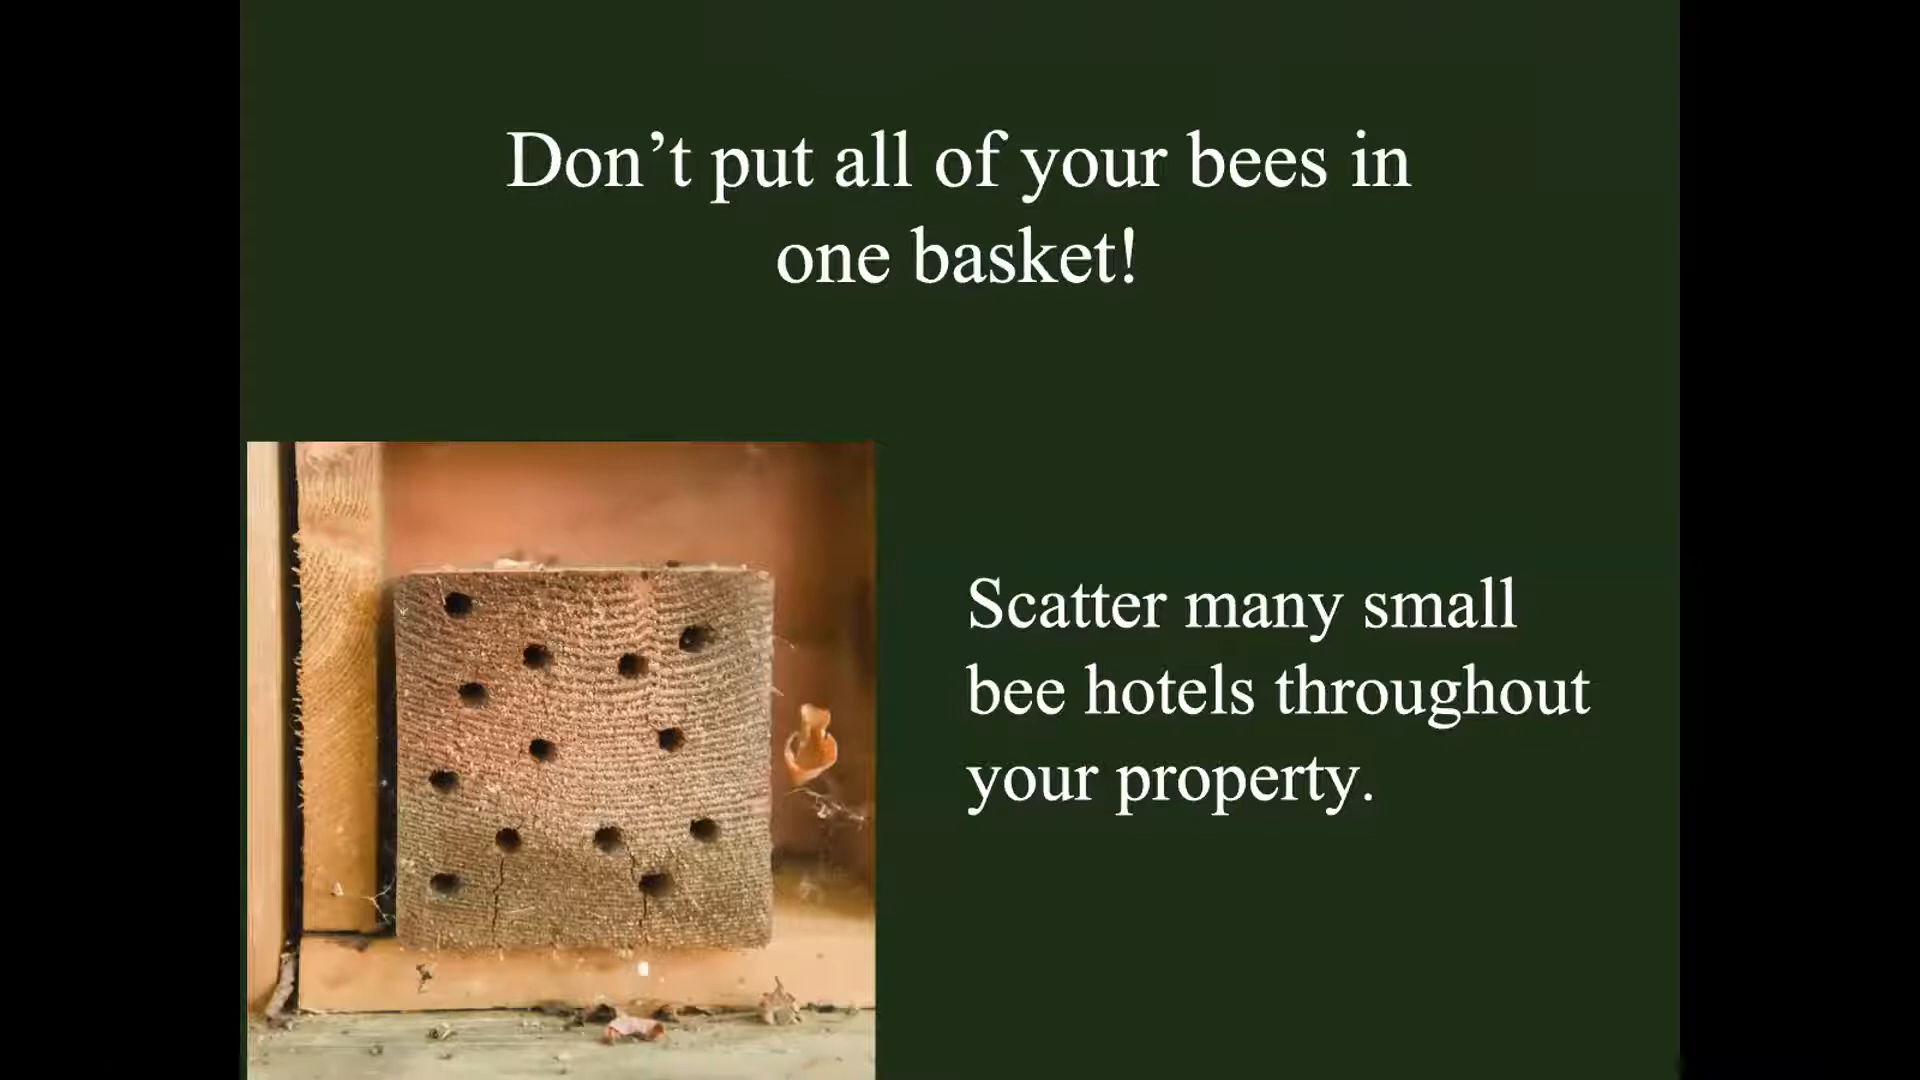 Don’t put all of your bees in
one basket!
Scatter many small
bee hotels throughout
your property.